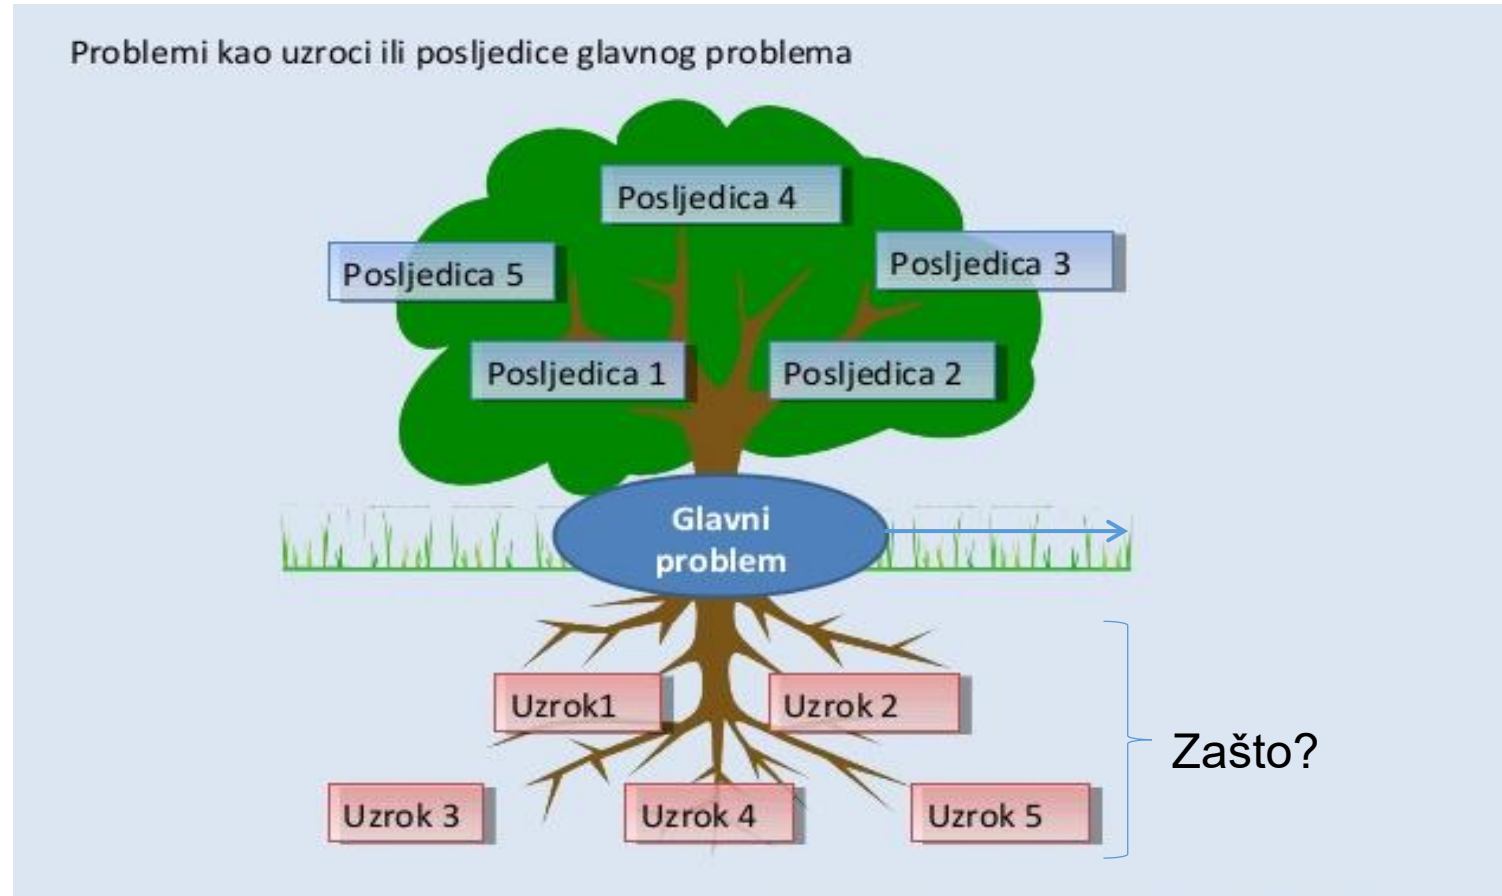 Problemi kao uzroci ili posljedice glavnog problema
Posljedica 4
Posljedica 5
Posljedica 3
Posljedica 1
Posljedica 2
Glavni
problem
Uzrok1
Uzrok 2
Zašto?
Uzrok 3
Uzrok 4
Uzrok 5